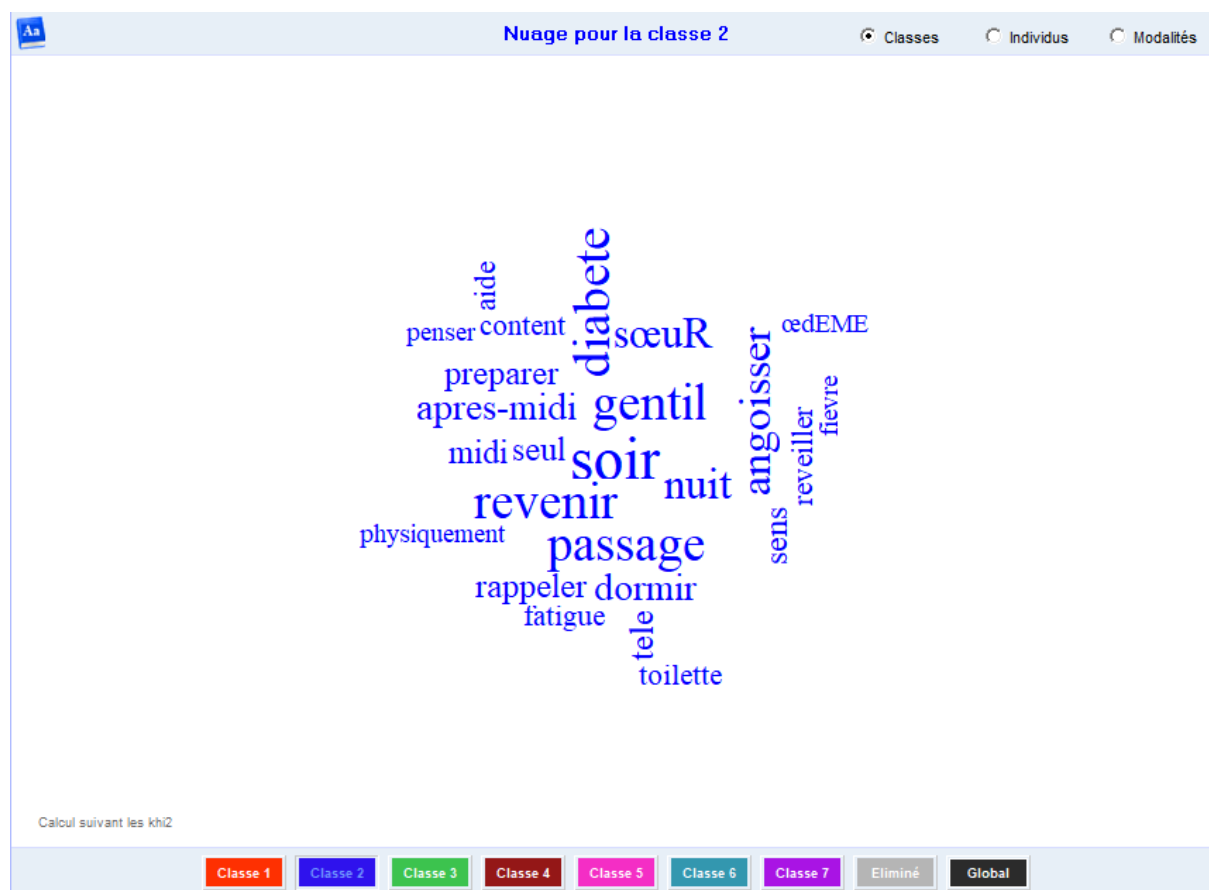 Aa
Nuage pour la classe 2
Classes
Individus
Modalités
diabete
aide
penser
content
sœuR
œdEME
preparer
angoisser
fievre
apres-midi
gentil
reveiller
midi
seul
soir
nuit
revenir
sens
physiquement
passage
rappeler
dormir
fatigue
tele
toilette
Calcul suivant les khi2
Classe 1
Classe 2
Classe 3
Classe 4
Classe 5
Classe 6
Classe 7
Eliminé
Global